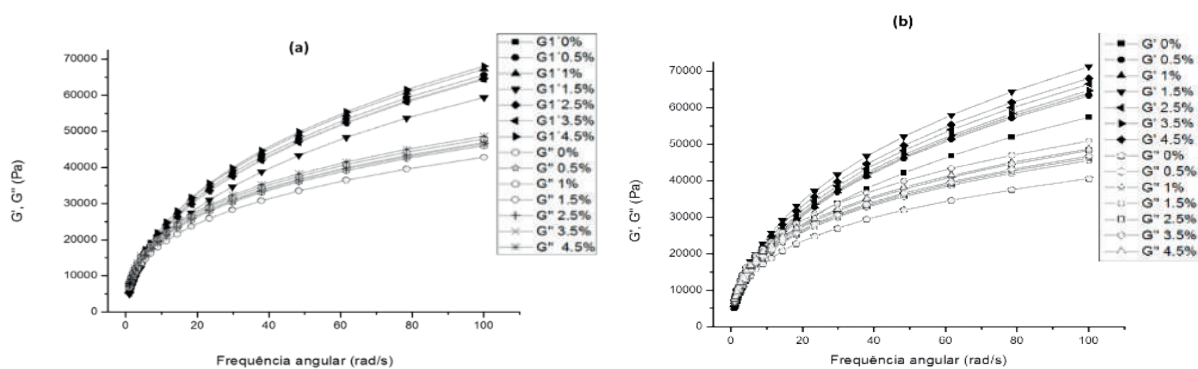 (a)
G', G" (Pa)
70000
60000
50000
40000
30000
20000
10000
0
0 20 40 60 80 100
Frequência angular (rad/s)
G1´0%
G1´0.5%
G1´1%
G1´1.5%
G1´2.5%
G1´3.5%
G1´4.5%
G" 0%
G" 0.5%
G" 1%
G" 1.5%
G" 2.5%
G" 3.5%
G" 4.5%
(b)
G', G" (Pa)
70000
60000
50000
40000
30000
20000
10000
0
0 20 40 60 80 100
Frequência angular (rad/s)
G' 0%
G' 0.5%
G' 1%
G' 1.5%
G' 2.5%
G' 3.5%
G' 4.5%
G" 0%
G" 0.5%
G" 1%
G" 1.5%
G" 2.5%
G" 3.5%
G" 4.5%